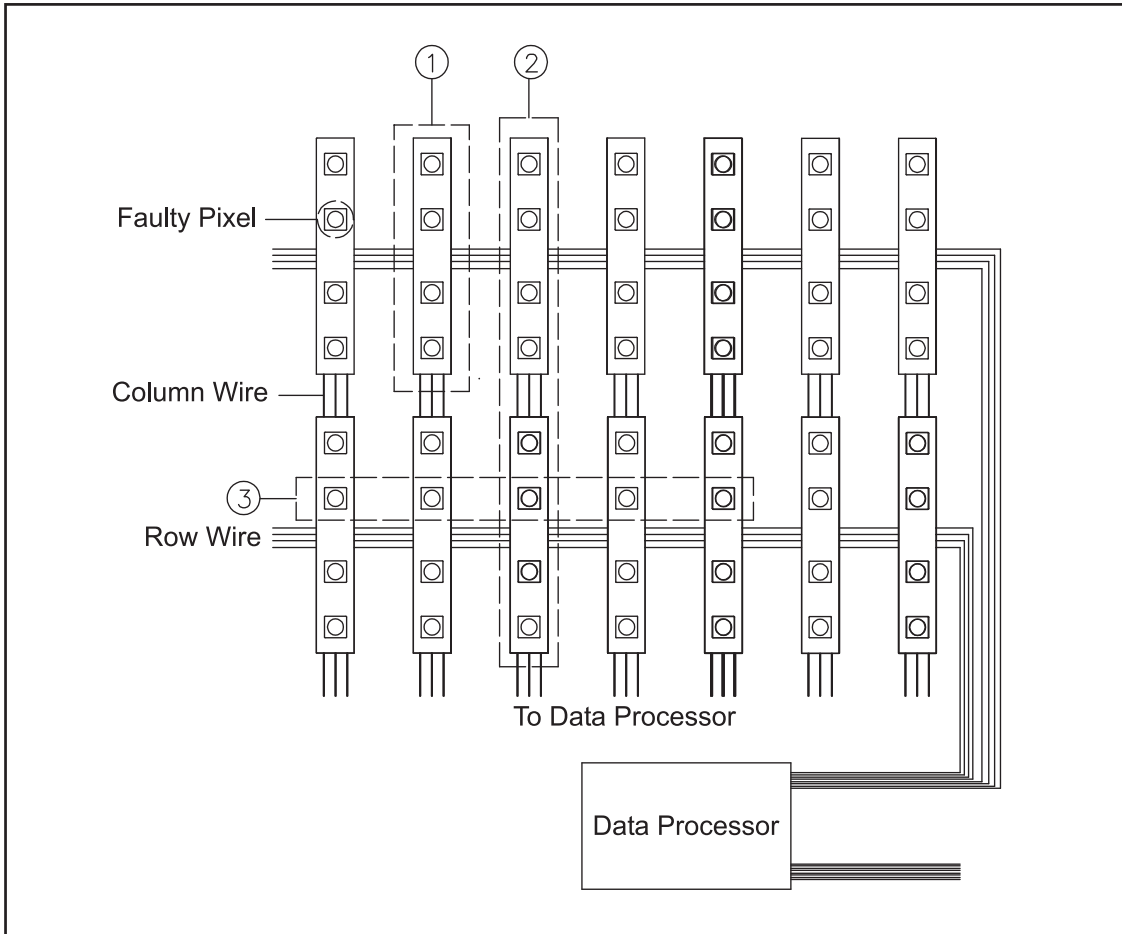 1
2
Faulty Pixel
Column Wire
3
Row Wire
To Data Processor
Data Processor